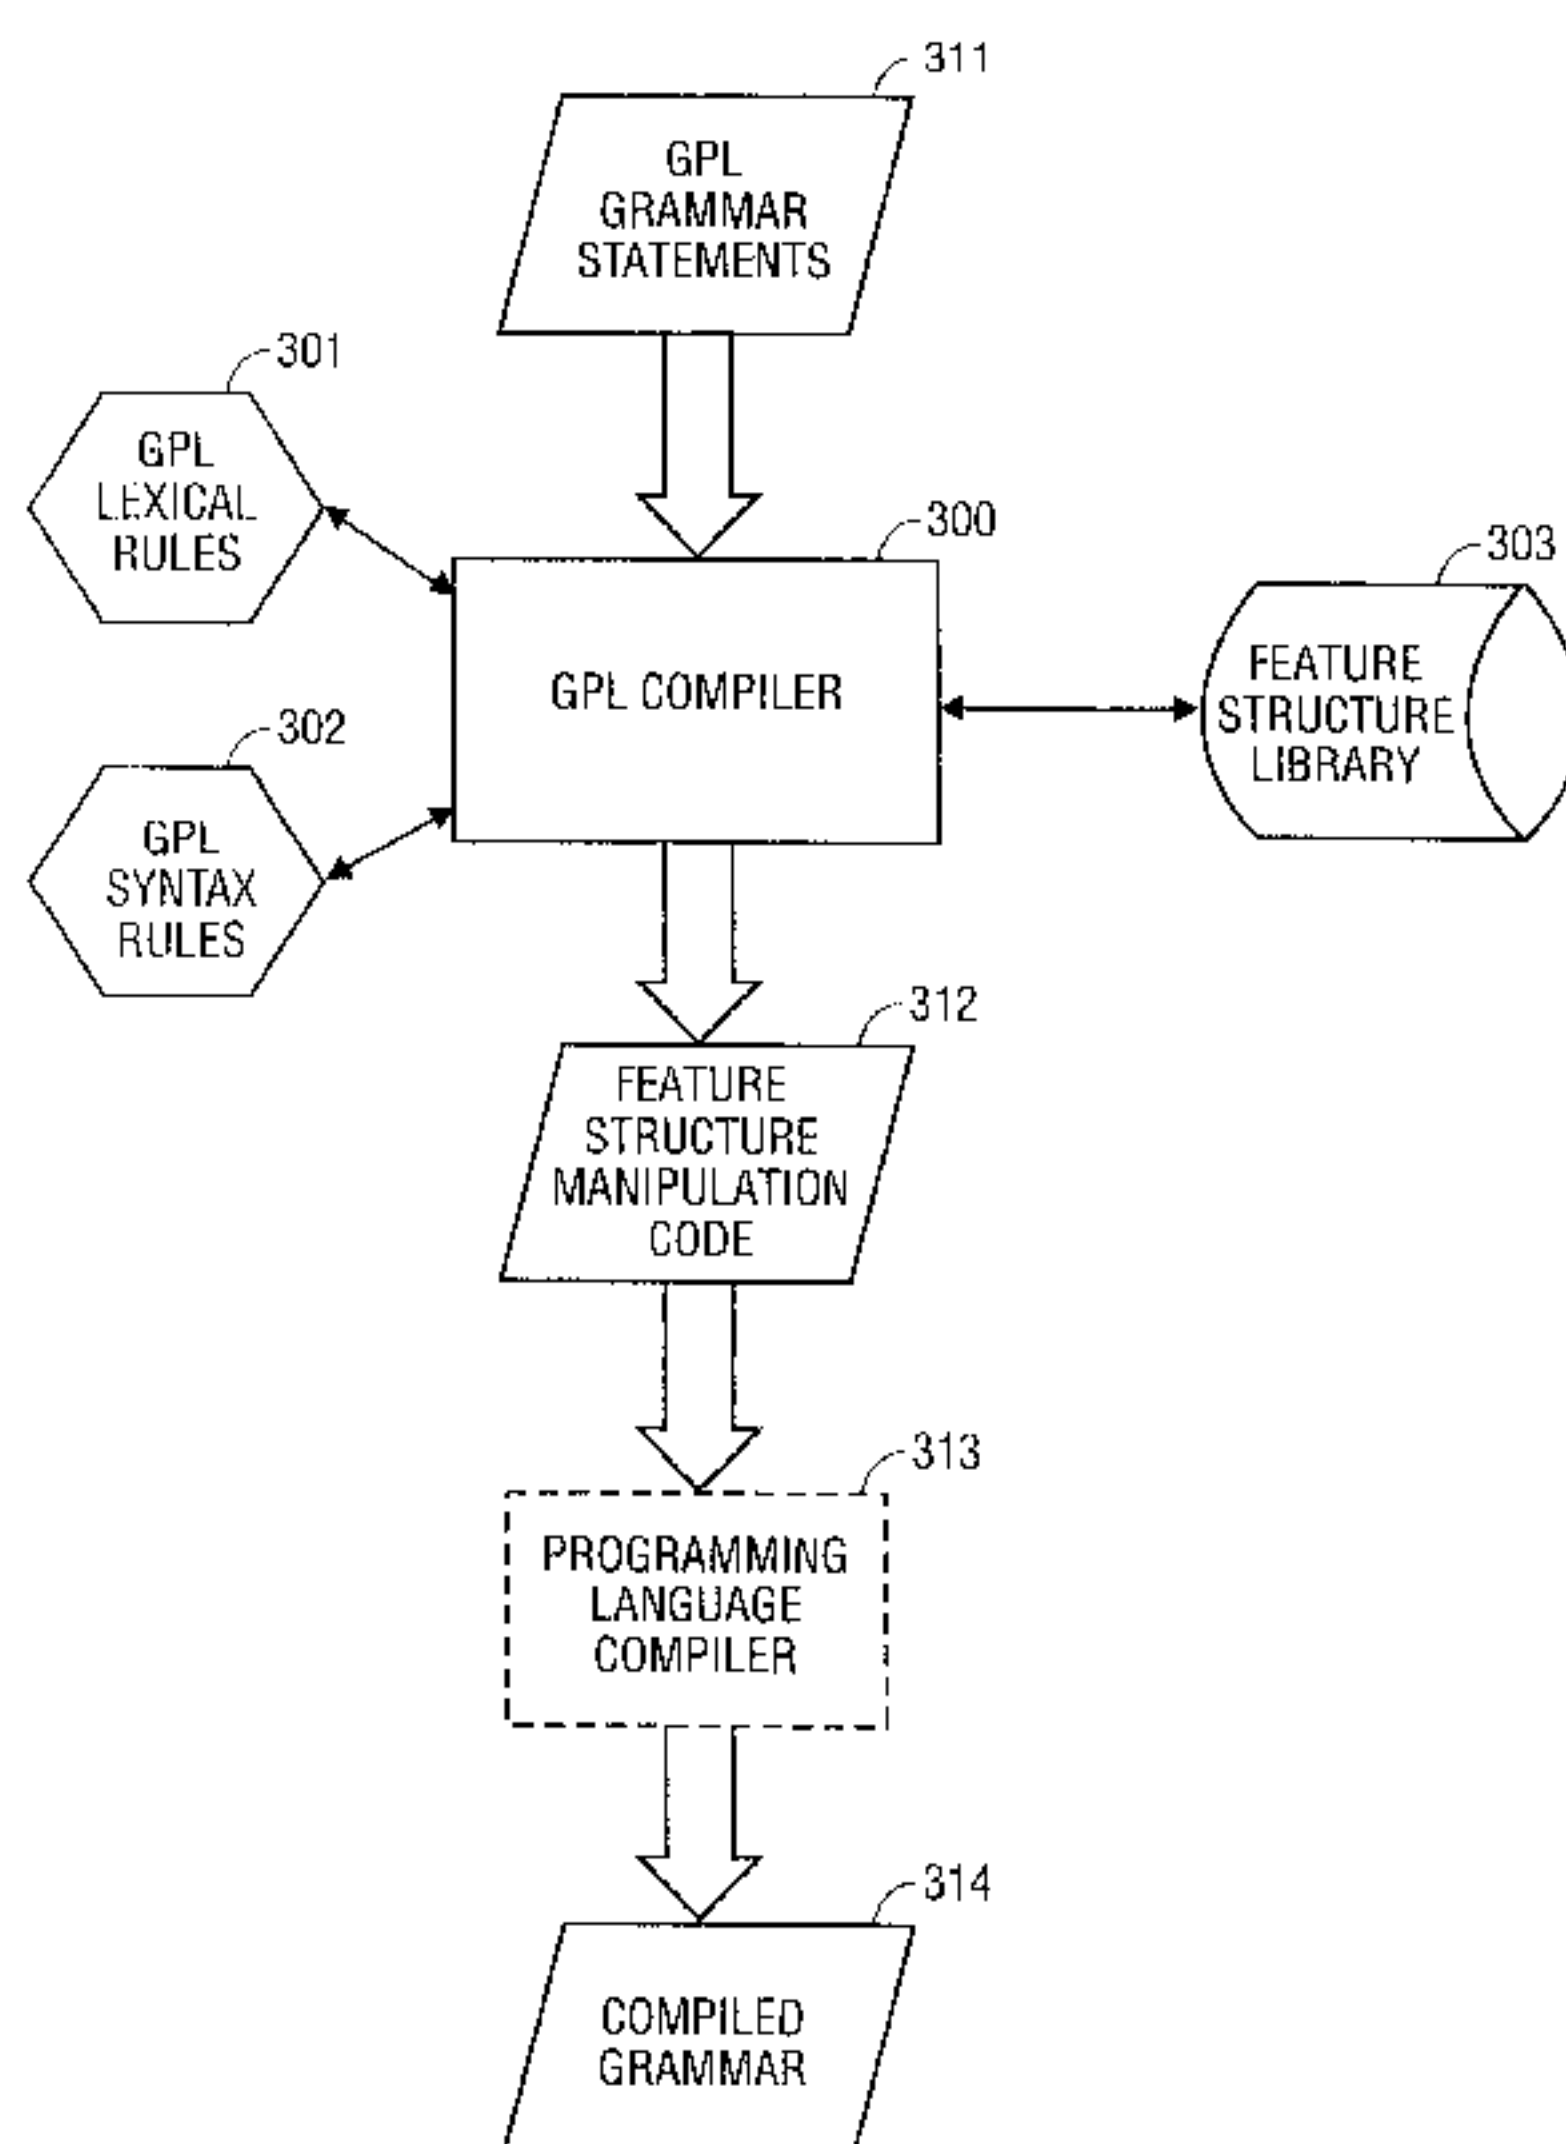 311
GPL
GRAMMAR
STATEMENTS
301
GPL
LEXICAL
RULES
300
GPL COMPILER
303
FEATURE
STRUCTURE
LIBRARY
302
GPL
SYNTAX
RULES
312
FEATURE
STRUCTURE
MANIPULATION
CODE
313
PROGRAMMING
LANGUAGE
COMPILER
314
COMPILED
GRAMMAR